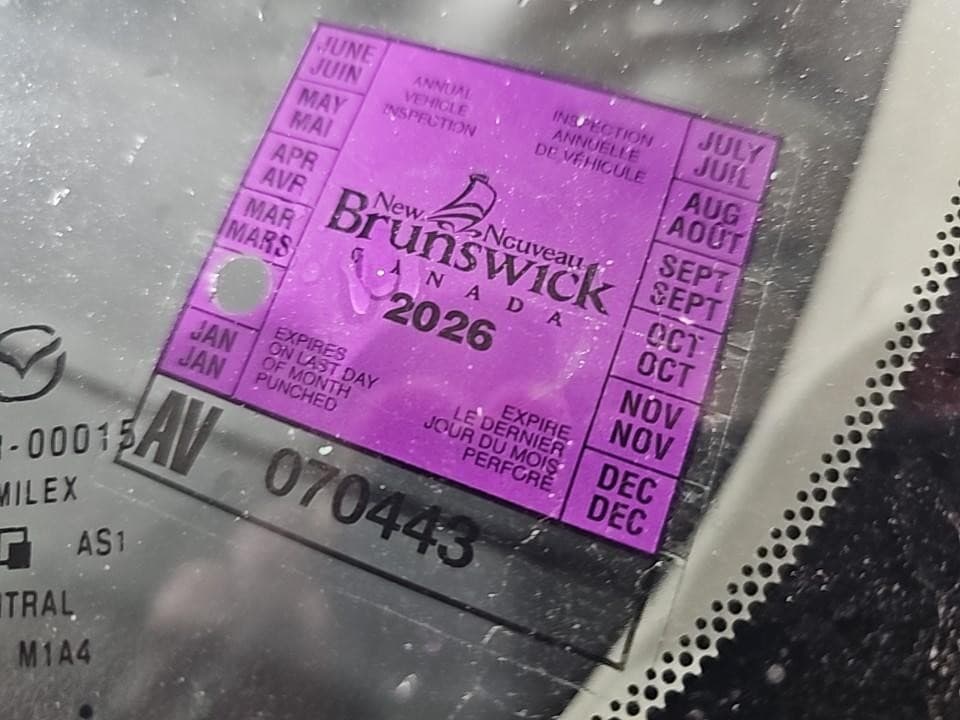 JUNE
JUIN
MAY
MAI
APR
AVR
MAR
MARS
JAN
JAN
ANNUAL
VEHICLE
INSPECTION
INSPECTION
ANNUELLE
DE VÉHICULE
New Nouveau
Brunswick
CANADA
2026
EXPIRES
ON LAST DAY
OF MONTH
PUNCHED
EXPIRE
LE DERNIER
JOUR DU MOIS
PERFORÉ
JULY
JUIL
AUG
AOÛT
SEPT
SEPT
OCT
OCT
NOV
NOV
DEC
DEC
AV 070443
-00015
MILEX
AS1
TRAL
M1A4